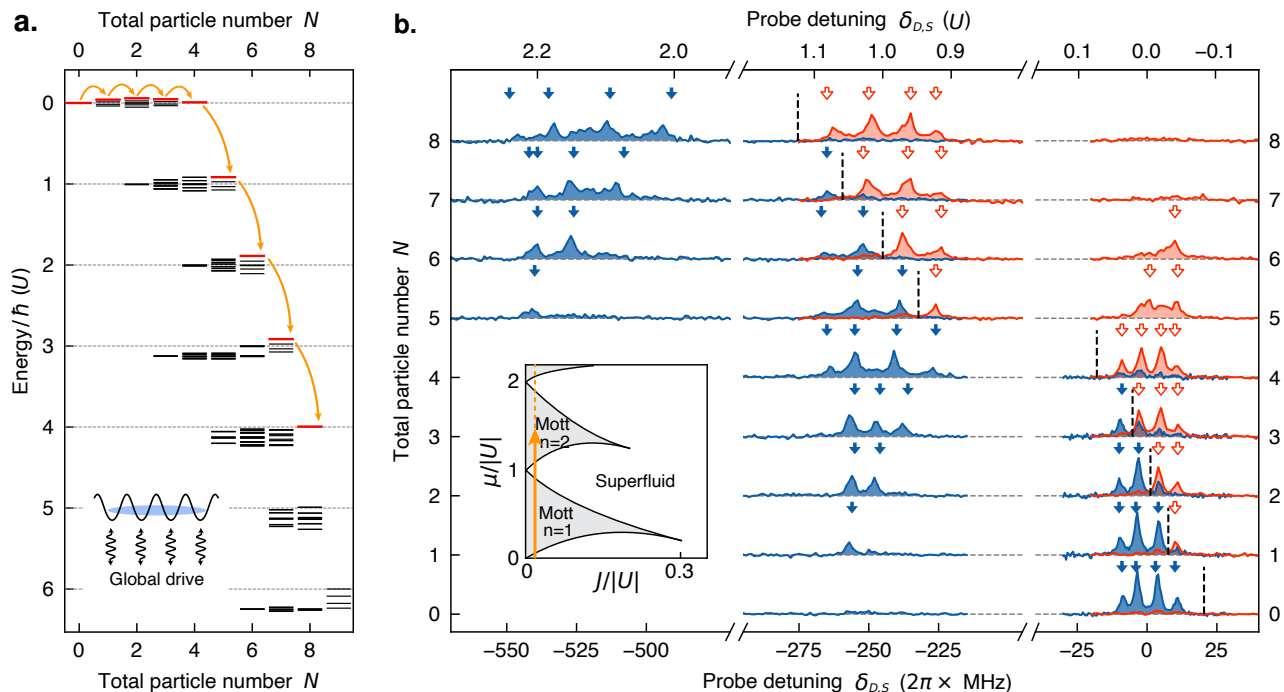 a.
Total particle number N
0 2 4 6 8
Energy/ℏ (U)
0
1
2
3
4
5
6
Global drive
0 2 4 6 8
Total particle number N
b.
Probe detuning δD,S (U)
2.2 2.0 1.1 1.0 0.9 0.1 0.0 −0.1
Total particle number N
8 8
7 7
6 6
5 5
4 4
3 3
2 2
1 1
0 0
μ/|U|
2
1
0
Mott
n=2
Superfluid
Mott
n=1
0 0.3
J/|U|
−550 −525 −500 −275 −250 −225 −25 0 25
Probe detuning δD,S (2π × MHz)